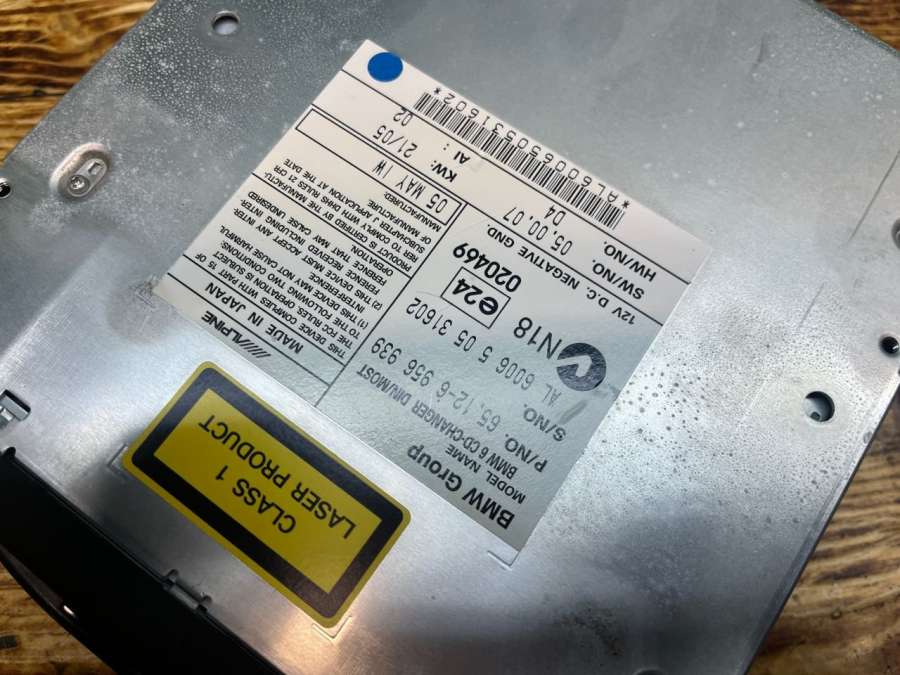 BMW Group
MODEL NAME
BMW 6 CD-CHANGER DIN/MOST
P/NO. 65.12-6 956 939
S/NO. AL 6006 5 05 31602
N18
e24
020469
12V D.C. NEGATIVE GND.
SW/NO. 05.00.07
HW/NO. 04
*AL600650531602*
ALPINE
MADE IN JAPAN
THIS DEVICE COMPLIES WITH PART 15 OF
THE FCC RULES. OPERATION IS SUBJECT
TO THE FOLLOWING TWO CONDITIONS:
(1) THIS DEVICE MAY NOT CAUSE HARMFUL
INTERFERENCE, AND
(2) THIS DEVICE MUST ACCEPT ANY INTER-
FERENCE RECEIVED INCLUDING INTER-
FERENCE THAT MAY CAUSE UNDESIRED
OPERATION.
PRODUCT IS CERTIFIED BY THE MANUFACTU-
RER TO COMPLY WITH DHHS RULES 21 CFR
SUBCHAPTER J APPLICATION AT THE DATE
OF MANUFACTURE.
MANUFACTURED:
05 MAY 1W
KW: 21/05
AI: 02
CLASS 1
LASER PRODUCT